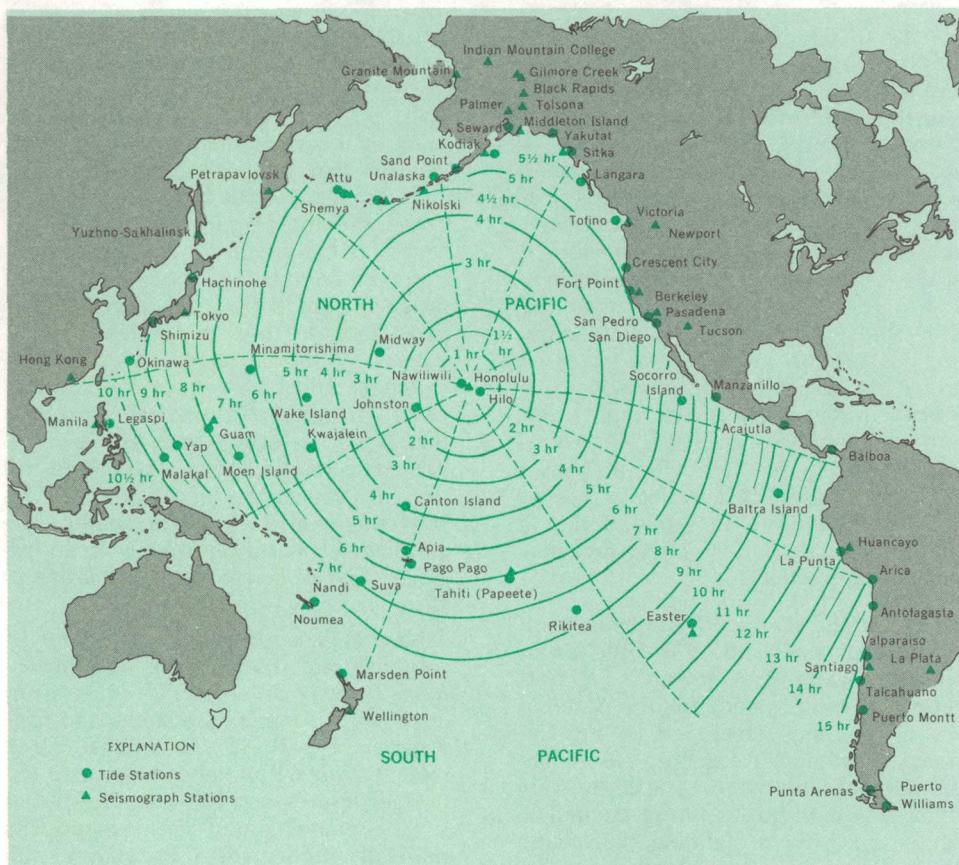 Indian Mountain College
Granite Mountain
Gilmore Creek
Black Rapids
Palmer
Tolsona
Seward
Middleton Island
Kodiak
Yakutat
Sand Point
5½ hr
Sitka
Petrapavlovsk
Attu
Unalaska
5 hr
Langara
Shemya
Nikolski
4½ hr
Tofino
Victoria
4 hr
Newport
Yuzhno-Sakhalinsk
3 hr
Crescent City
Hachinohe
NORTH
PACIFIC
Fort Point
Berkeley
Tokyo
Pasadena
Shimizu
San Pedro
Tucson
Midway
1½
hr
San Diego
Hong Kong
Okinawa
Minamitorishima
1 hr
10 hr
9 hr
8 hr
6 hr
5 hr
4 hr
3 hr
Nawiliwili
Honolulu
Socorro
Island
Manzanillo
Hilo
7 hr
Wake Island
Johnston
Manila
Legaspi
Guam
Kwajalein
2 hr
2 hr
Acajutla
Yap
3 hr
3 hr
Balboa
Malakal
Moen Island
10½ hr
4 hr
4 hr
Canton Island
5 hr
Baltra Island
5 hr
6 hr
Apia
7 hr
6 hr
Pago Pago
8 hr
La Punta
Huancayo
7 hr
Nandi
Suva
Tahiti (Papeete)
9 hr
Arica
10 hr
Noumea
Rikitea
Easter
11 hr
Antofagasta
12 hr
Valparaiso
13 hr
Santiago
La Plata
Marsden Point
14 hr
Talcahuano
Wellington
15 hr
Puerto Montt
EXPLANATION
SOUTH
PACIFIC
Tide Stations
Seismograph Stations
Punta Arenas
Puerto
Williams